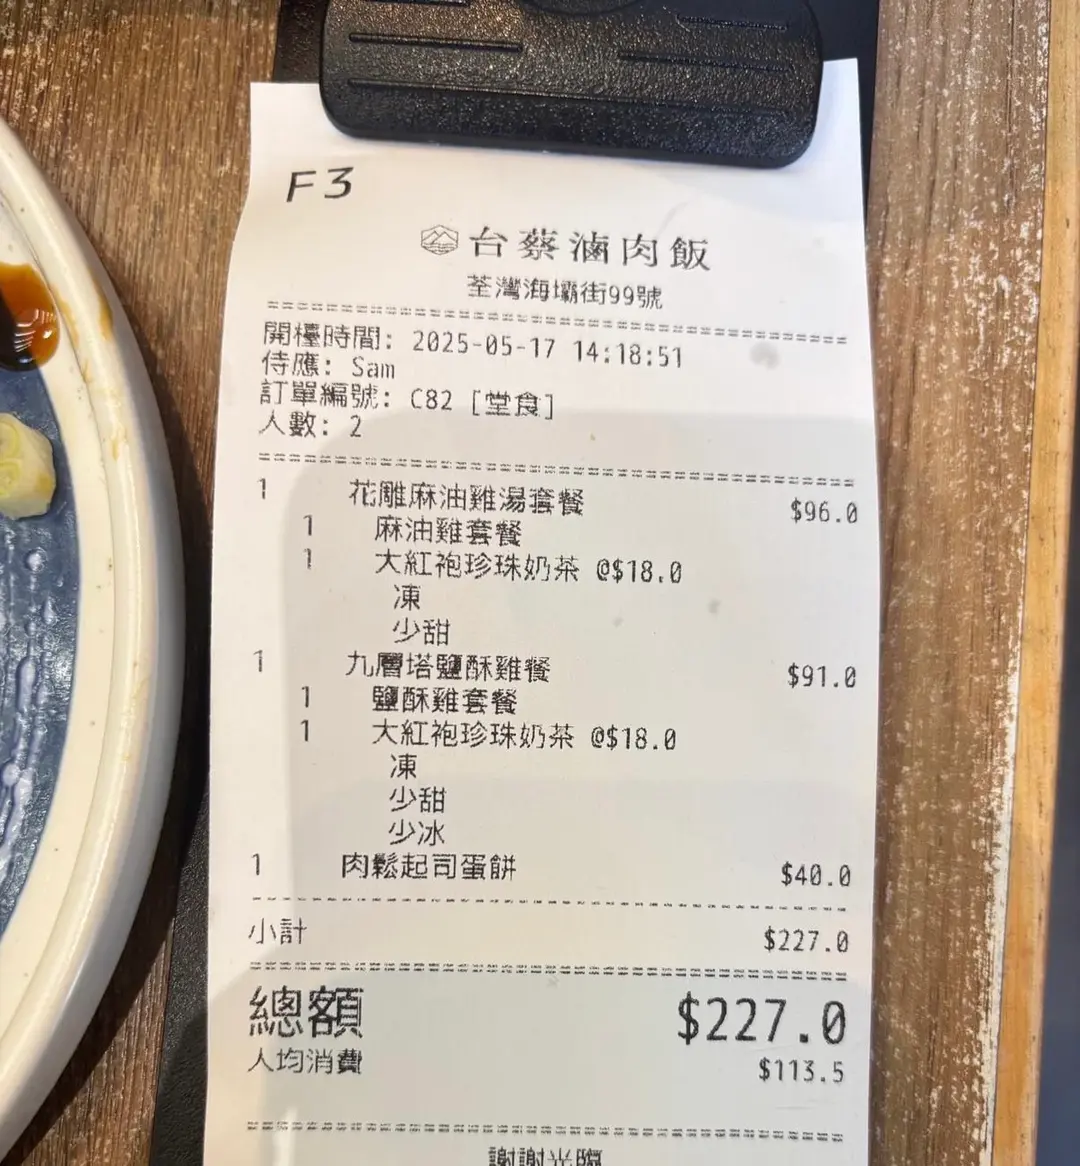 F3
台蔡滷肉飯
荃灣海壩街99號
開檯時間: 2025-05-17 14:18:51
侍應: Sam
訂單編號: C82 [堂食]
人數: 2
1 花雕麻油雞湯套餐 $96.0
1 麻油雞套餐
1 大紅袍珍珠奶茶 @$18.0
凍
少甜
1 九層塔鹽酥雞餐 $91.0
1 鹽酥雞套餐
1 大紅袍珍珠奶茶 @$18.0
凍
少甜
少冰
1 肉鬆起司蛋餅 $40.0
小計 $227.0
總額 $227.0
人均消費 $113.5
謝謝光臨